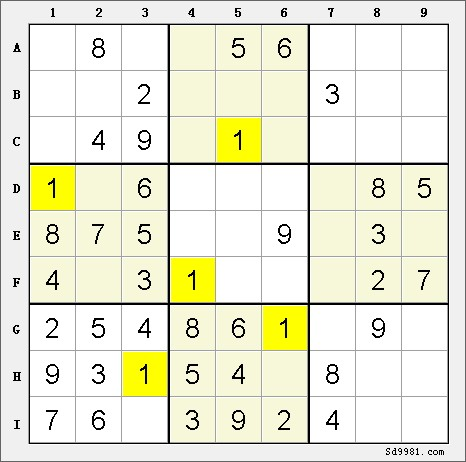 1 2 3 4 5 6 7 8 9
A 8 5 6
B 2 3
C 4 9 1
D 1 6 8 5
E 8 7 5 9 3
F 4 3 1 2 7
G 2 5 4 8 6 1 9
H 9 3 1 5 4 8
I 7 6 3 9 2 4
Sd9981.com